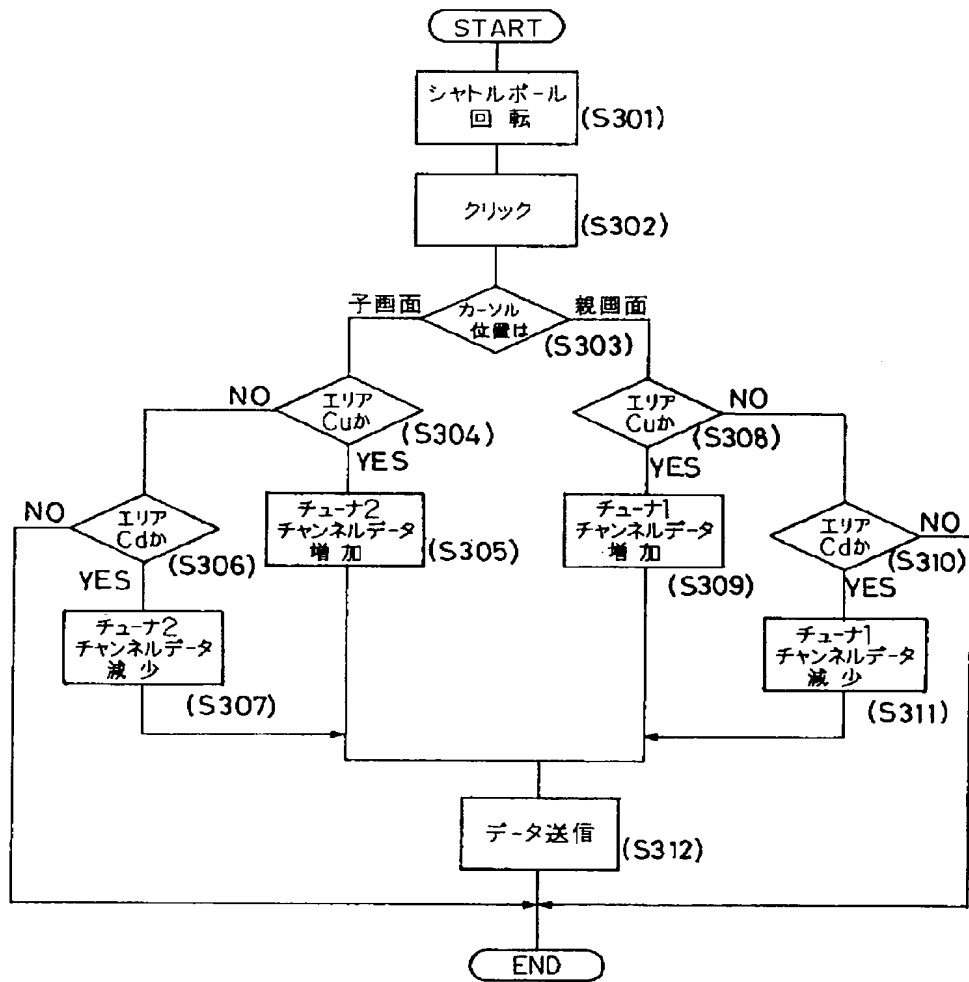 START
シャトルボール
回転
(S301)
クリック
(S302)
子画面
カーソル
位置は
親画面
(S303)
NO
エリア
Cuか
(S304)
YES
エリア
Cuか
NO
(S308)
YES
NO
エリア
Cdか
(S306)
YES
チューナ2
チャンネルデータ
増加
(S305)
チューナ1
チャンネルデータ
増加
(S309)
エリア
Cdか
NO
(S310)
YES
チューナ2
チャンネルデータ
減少
(S307)
チューナ1
チャンネルデータ
減少
(S311)
データ送信
(S312)
END